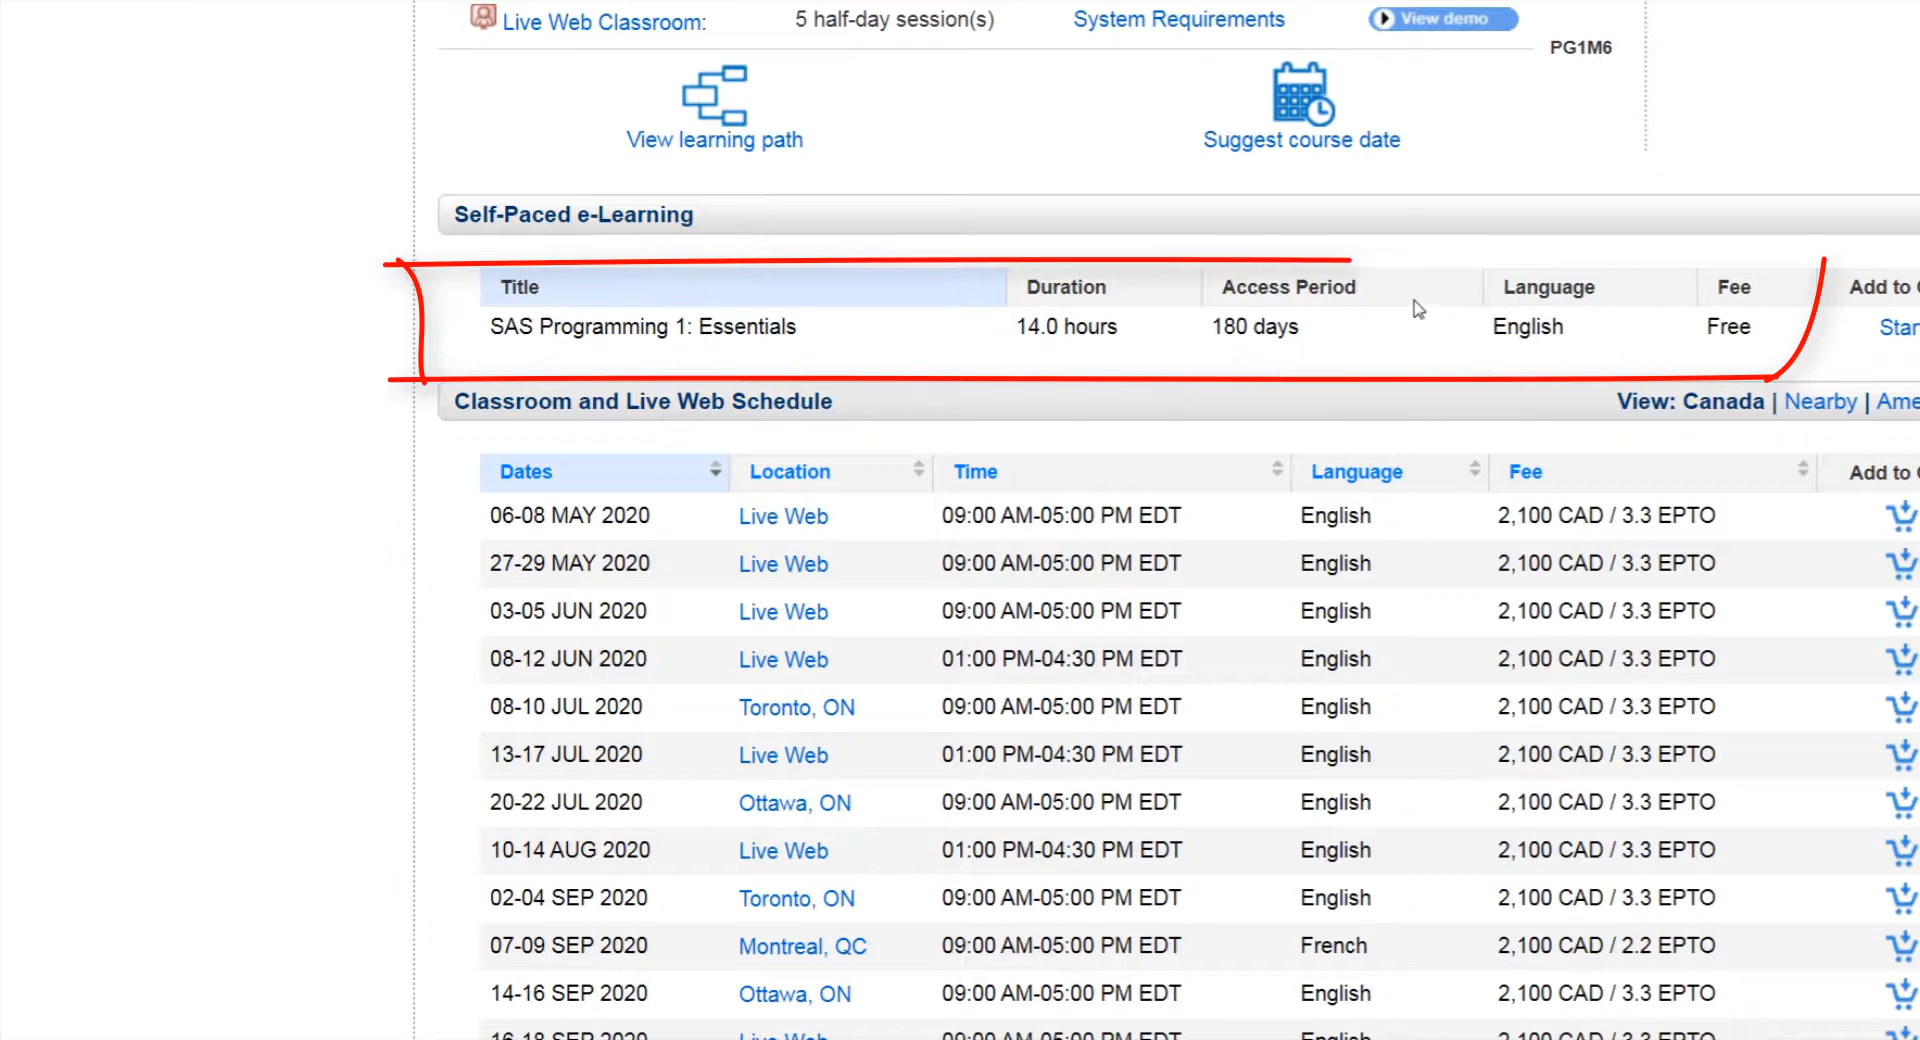 Live Web Classroom: 5 half-day session(s) System Requirements View demo
PG1M6
View learning path Suggest course date
Self-Paced e-Learning
Title Duration Access Period Language Fee Add to
SAS Programming 1: Essentials 14.0 hours 180 days English Free
Classroom and Live Web Schedule View: Canada | Nearby |
Dates Location Time Language Fee Add to
06-08 MAY 2020 Live Web 09:00 AM-05:00 PM EDT English 2,100 CAD / 3.3 EPTO
27-29 MAY 2020 Live Web 09:00 AM-05:00 PM EDT English 2,100 CAD / 3.3 EPTO
03-05 JUN 2020 Live Web 09:00 AM-05:00 PM EDT English 2,100 CAD / 3.3 EPTO
08-12 JUN 2020 Live Web 01:00 PM-04:30 PM EDT English 2,100 CAD / 3.3 EPTO
08-10 JUL 2020 Toronto, ON 09:00 AM-05:00 PM EDT English 2,100 CAD / 3.3 EPTO
13-17 JUL 2020 Live Web 01:00 PM-04:30 PM EDT English 2,100 CAD / 3.3 EPTO
20-22 JUL 2020 Ottawa, ON 09:00 AM-05:00 PM EDT English 2,100 CAD / 3.3 EPTO
10-14 AUG 2020 Live Web 01:00 PM-04:30 PM EDT English 2,100 CAD / 3.3 EPTO
02-04 SEP 2020 Toronto, ON 09:00 AM-05:00 PM EDT English 2,100 CAD / 3.3 EPTO
07-09 SEP 2020 Montreal, QC 09:00 AM-05:00 PM EDT French 2,100 CAD / 2.2 EPTO
14-16 SEP 2020 Ottawa, ON 09:00 AM-05:00 PM EDT English 2,100 CAD / 3.3 EPTO